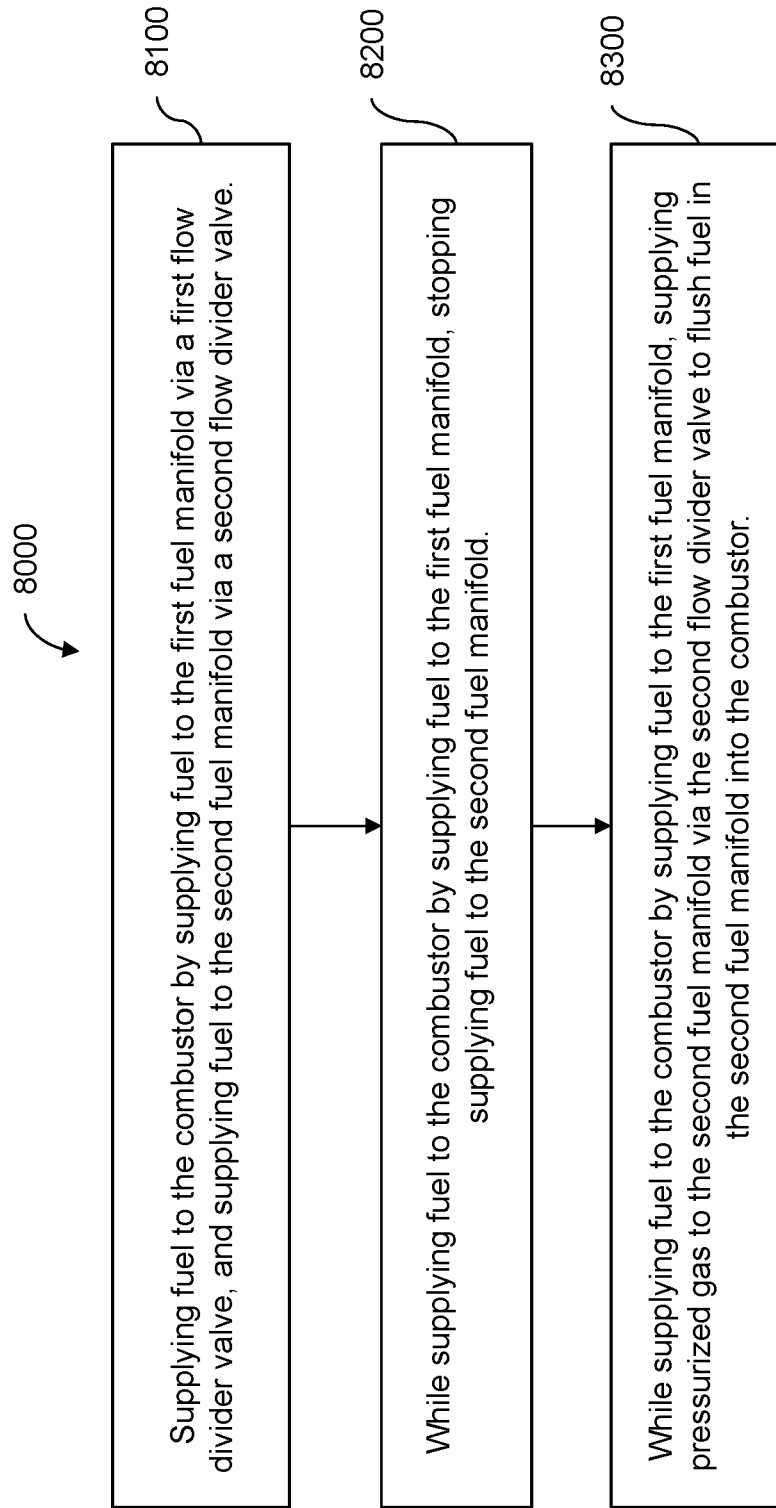 8000
8100
Supplying fuel to the combustor by supplying fuel to the first fuel manifold via a first flow
divider valve, and supplying fuel to the second fuel manifold via a second flow divider valve.
8200
While supplying fuel to the combustor by supplying fuel to the first fuel manifold, stopping
supplying fuel to the second fuel manifold.
8300
While supplying fuel to the combustor by supplying fuel to the first fuel manifold, supplying
pressurized gas to the second fuel manifold via the second flow divider valve to flush fuel in
the second fuel manifold into the combustor.